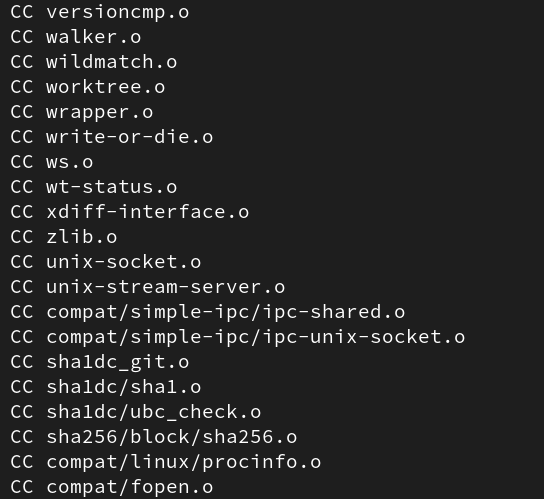 CC versioncmp.o
CC walker.o
CC wildmatch.o
CC worktree.o
CC wrapper.o
CC write-or-die.o
CC ws.o
CC wt-status.o
CC xdiff-interface.o
CC zlib.o
CC unix-socket.o
CC unix-stream-server.o
CC compat/simple-ipc/ipc-shared.o
CC compat/simple-ipc/ipc-unix-socket.o
CC sha1dc_git.o
CC sha1dc/sha1.o
CC sha1dc/ubc_check.o
CC sha256/block/sha256.o
CC compat/linux/procinfo.o
CC compat/fopen.o